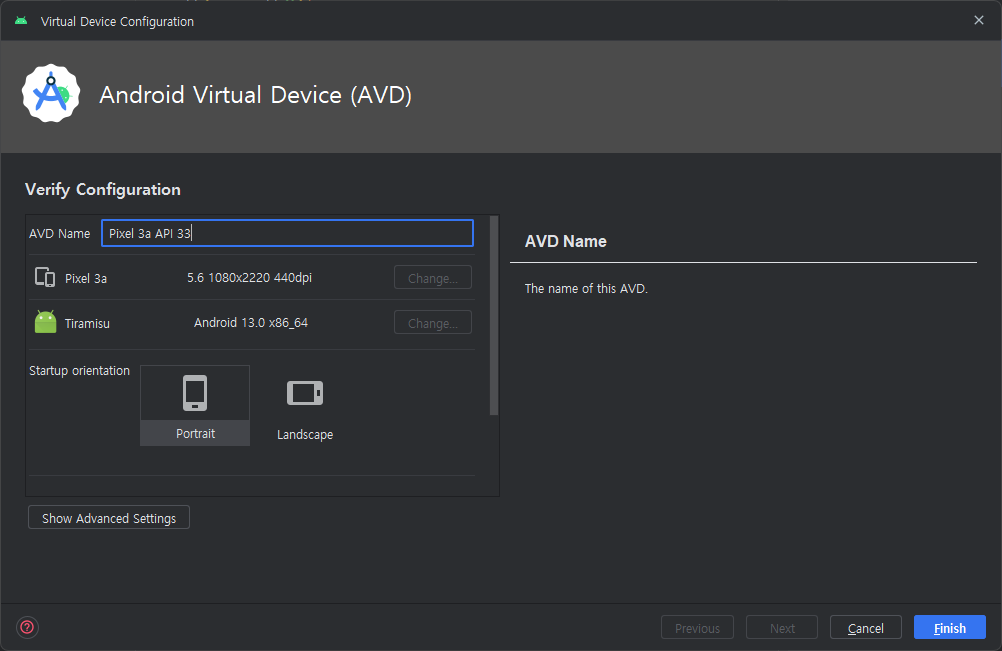 Virtual Device Configuration
Android Virtual Device (AVD)
Verify Configuration
AVD Name Pixel 3a API 33
Pixel 3a 5.6 1080x2220 440dpi Change...
Tiramisu Android 13.0 x86_64 Change...
Startup orientation
Portrait
Landscape
Show Advanced Settings
AVD Name
The name of this AVD.
?
Previous Next Cancel Finish